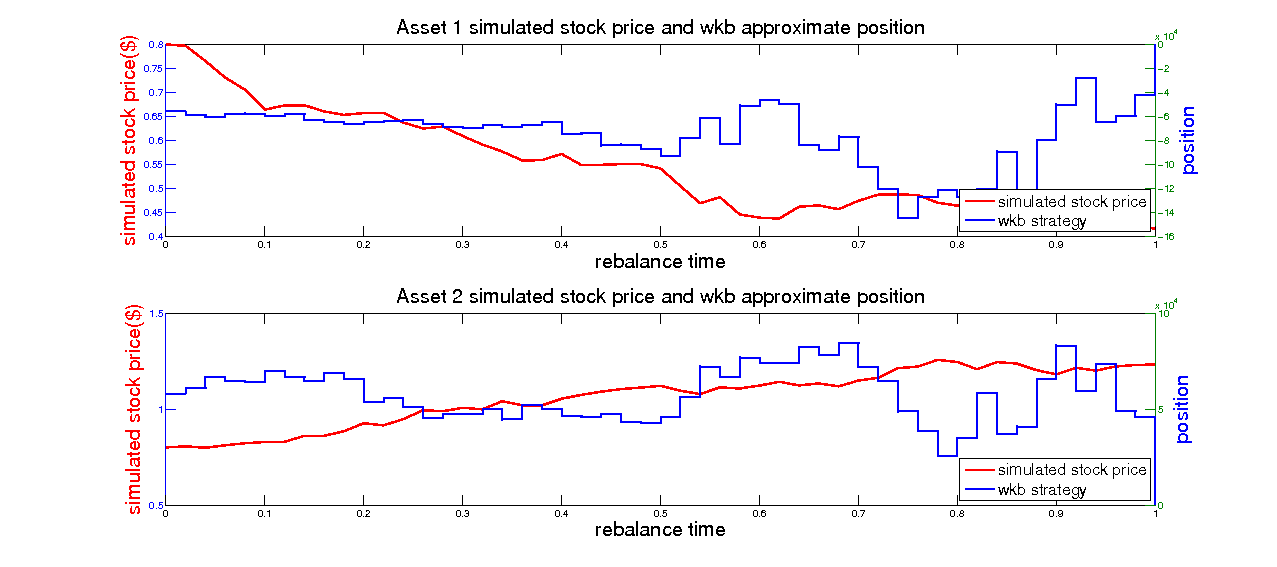 Asset 1 simulated stock price and wkb approximate position
x 10^4
simulated stock price($)
0.8
0.75
0.7
0.65
0.6
0.55
0.5
0.45
0.4
0
-2
-4
-6
-8
-10
-12
-14
-16
position
simulated stock price
wkb strategy
0 0.1 0.2 0.3 0.4 0.5 0.6 0.7 0.8 0.9 1
rebalance time
Asset 2 simulated stock price and wkb approximate position
x 10^4
simulated stock price($)
1.5
1
0.5
10
5
0
position
simulated stock price
wkb strategy
0 0.1 0.2 0.3 0.4 0.5 0.6 0.7 0.8 0.9 1
rebalance time